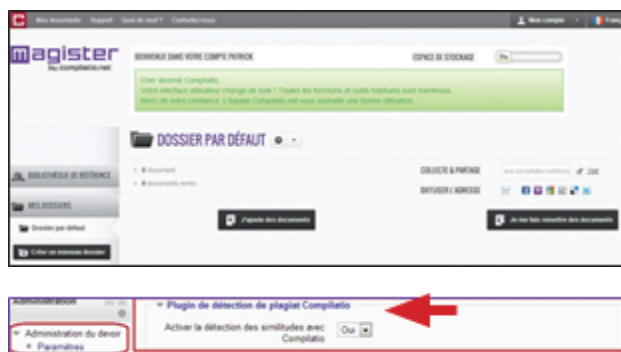 Mes documents Support Quoi de neuf ? Contactez-nous
Mon compte
magister
by compilatio.net
BIENVENUE DANS VOTRE COMPTE PATRICK
ESPACE DE STOCKAGE
Cher abonné Compilatio,
Votre interface utilisateur change de look ! Toutes les fonctions et outils habituels sont maintenus.
Merci de votre confiance. L'équipe Compilatio.net vous souhaite une bonne utilisation.
DOSSIER PAR DÉFAUT
BIBLIOTHÈQUE DE RÉFÉRENCE
MES DOSSIERS
Dossier par défaut
Créer un nouveau dossier
0 document
0 documents remis
COLLECTE & PARTAGE
DIFFUSER L'ADRESSE
J'ajoute des documents
Je me fais remettre des documents
Administration
Administration du devoir
Paramètres
Plugin de détection de plagiat Compilatio
Activer la détection des similitudes avec
Compilatio
Oui